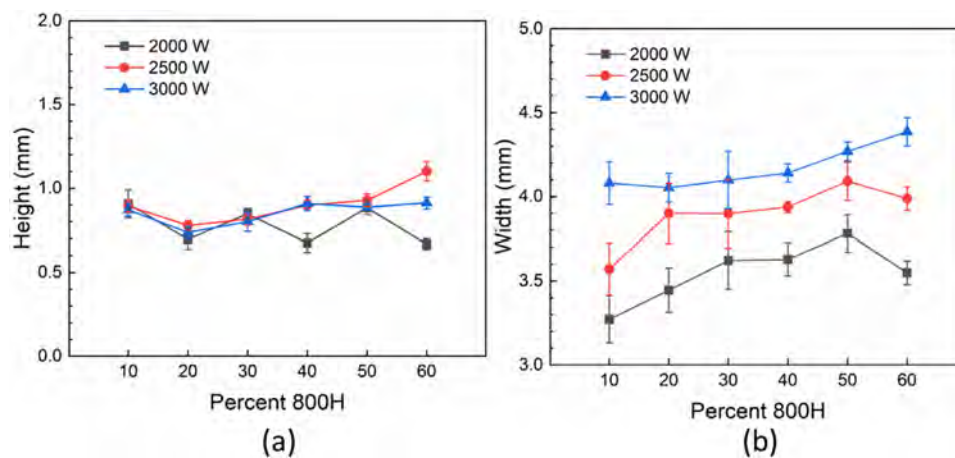 2.0
1.5
1.0
0.5
0.0
Height (mm)
2000 W
2500 W
3000 W
10 20 30 40 50 60
Percent 800H
(a)
5.0
4.5
4.0
3.5
3.0
Width (mm)
2000 W
2500 W
3000 W
10 20 30 40 50 60
Percent 800H
(b)